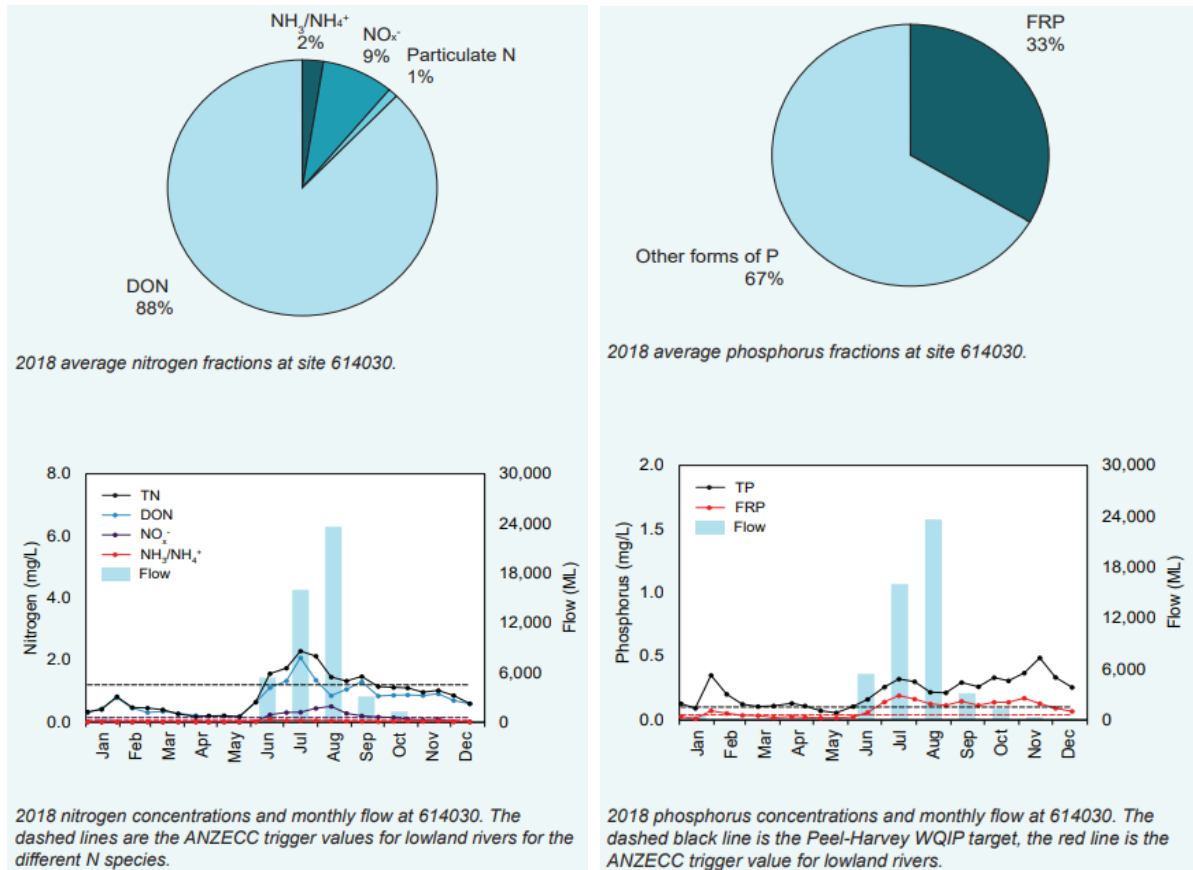 NH₃/NH₄⁺
2%
NOₓ⁻
9%
Particulate N
1%
DON
88%
2018 average nitrogen fractions at site 614030.
FRP
33%
Other forms of P
67%
2018 average phosphorus fractions at site 614030.
Nitrogen (mg/L)
8.0
6.0
4.0
2.0
0.0
TN
DON
NOₓ⁻
NH₃/NH₄⁺
Flow
30,000
24,000
18,000
12,000
6,000
0
Flow (ML)
Jan
Feb
Mar
Apr
May
Jun
Jul
Aug
Sep
Oct
Nov
Dec
2018 nitrogen concentrations and monthly flow at 614030. The
dashed lines are the ANZECC trigger values for lowland rivers for the
different N species.
Phosphorus (mg/L)
2.0
1.5
1.0
0.5
0.0
TP
FRP
Flow
30,000
24,000
18,000
12,000
6,000
0
Flow (ML)
Jan
Feb
Mar
Apr
May
Jun
Jul
Aug
Sep
Oct
Nov
Dec
2018 phosphorus concentrations and monthly flow at 614030. The
dashed black line is the Peel-Harvey WQIP target, the red line is the
ANZECC trigger value for lowland rivers.